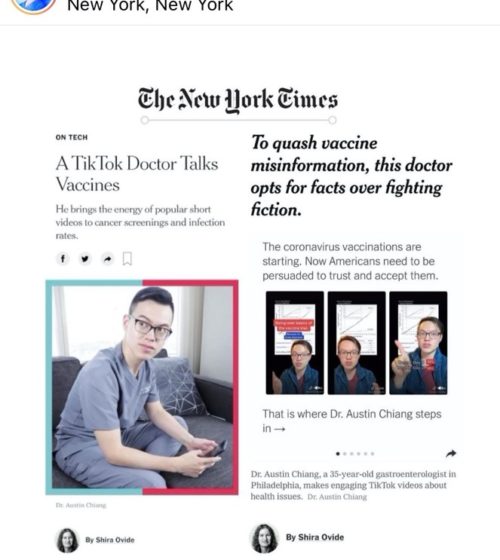 New York, New York
The New York Times
ON TECH
A TikTok Doctor Talks
Vaccines
He brings the energy of popular short
videos to cancer screenings and infection
rates.
Dr. Austin Chiang
By Shira Ovide
To quash vaccine
misinformation, this doctor
opts for facts over fighting
fiction.
The coronavirus vaccinations are
starting. Now Americans need to be
persuaded to trust and accept them.
That is where Dr. Austin Chiang steps
in →
Dr. Austin Chiang, a 35-year-old gastroenterologist in
Philadelphia, makes engaging TikTok videos about
health issues. Dr. Austin Chiang
By Shira Ovide